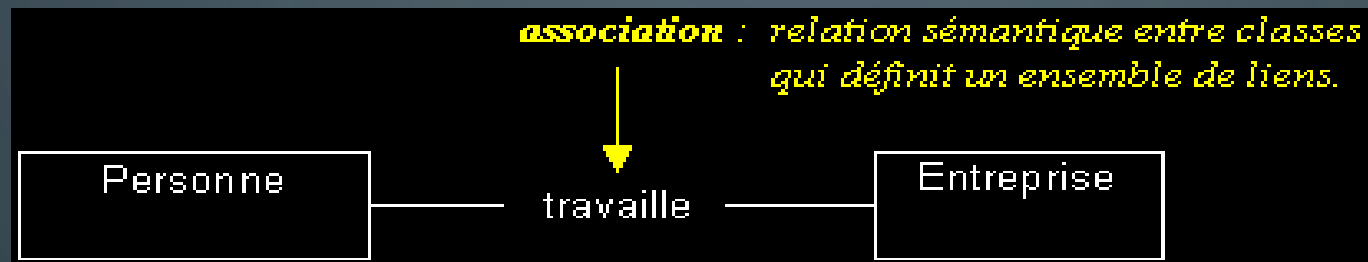 association : relation sémantique entre classes
qui définit un ensemble de liens.
Personne
travaille
Entreprise